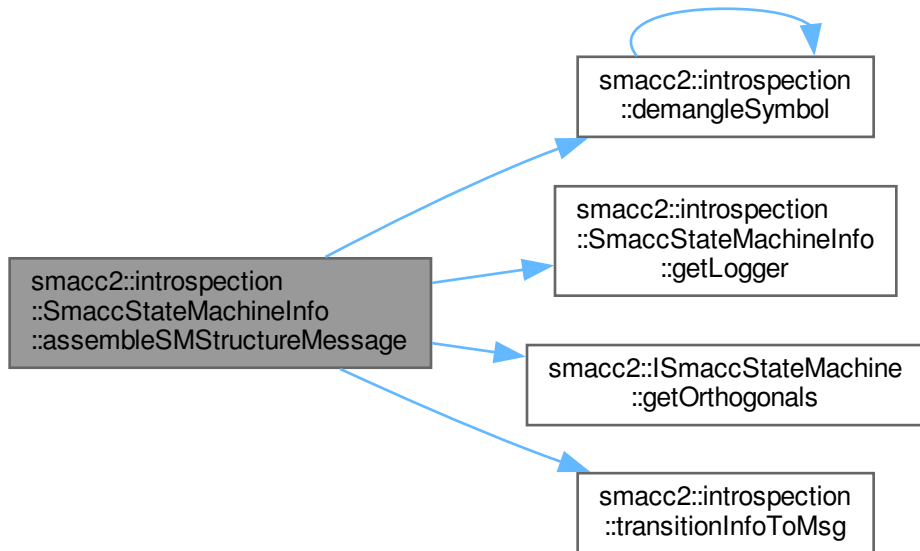 smacc2::introspection
::SmaccStateMachineInfo
::assembleSMStructureMessage
smacc2::introspection
::demangleSymbol
smacc2::introspection
::SmaccStateMachineInfo
::getLogger
smacc2::ISmaccStateMachine
::getOrthogonals
smacc2::introspection
::transitionInfoToMsg